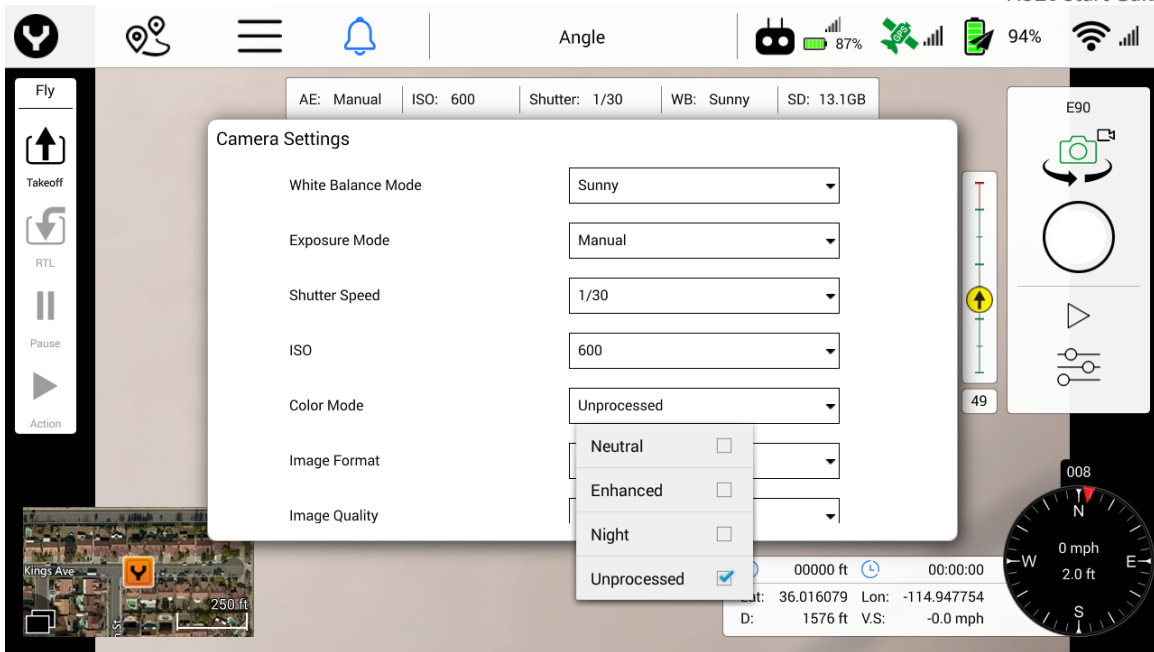 Angle
87%
GPS
94%
Fly
Takeoff
RTL
Pause
Action
AE: Manual
ISO: 600
Shutter: 1/30
WB: Sunny
SD: 13.1GB
Camera Settings
White Balance Mode
Sunny
Exposure Mode
Manual
Shutter Speed
1/30
ISO
600
Color Mode
Unprocessed
Image Format
Image Quality
Neutral
Enhanced
Night
Unprocessed
E90
49
008
N
W
E
S
0 mph
2.0 ft
Kings Ave
250 ft
00000 ft
00:00:00
36.016079 Lon: -114.947754
D: 1576 ft V.S: -0.0 mph